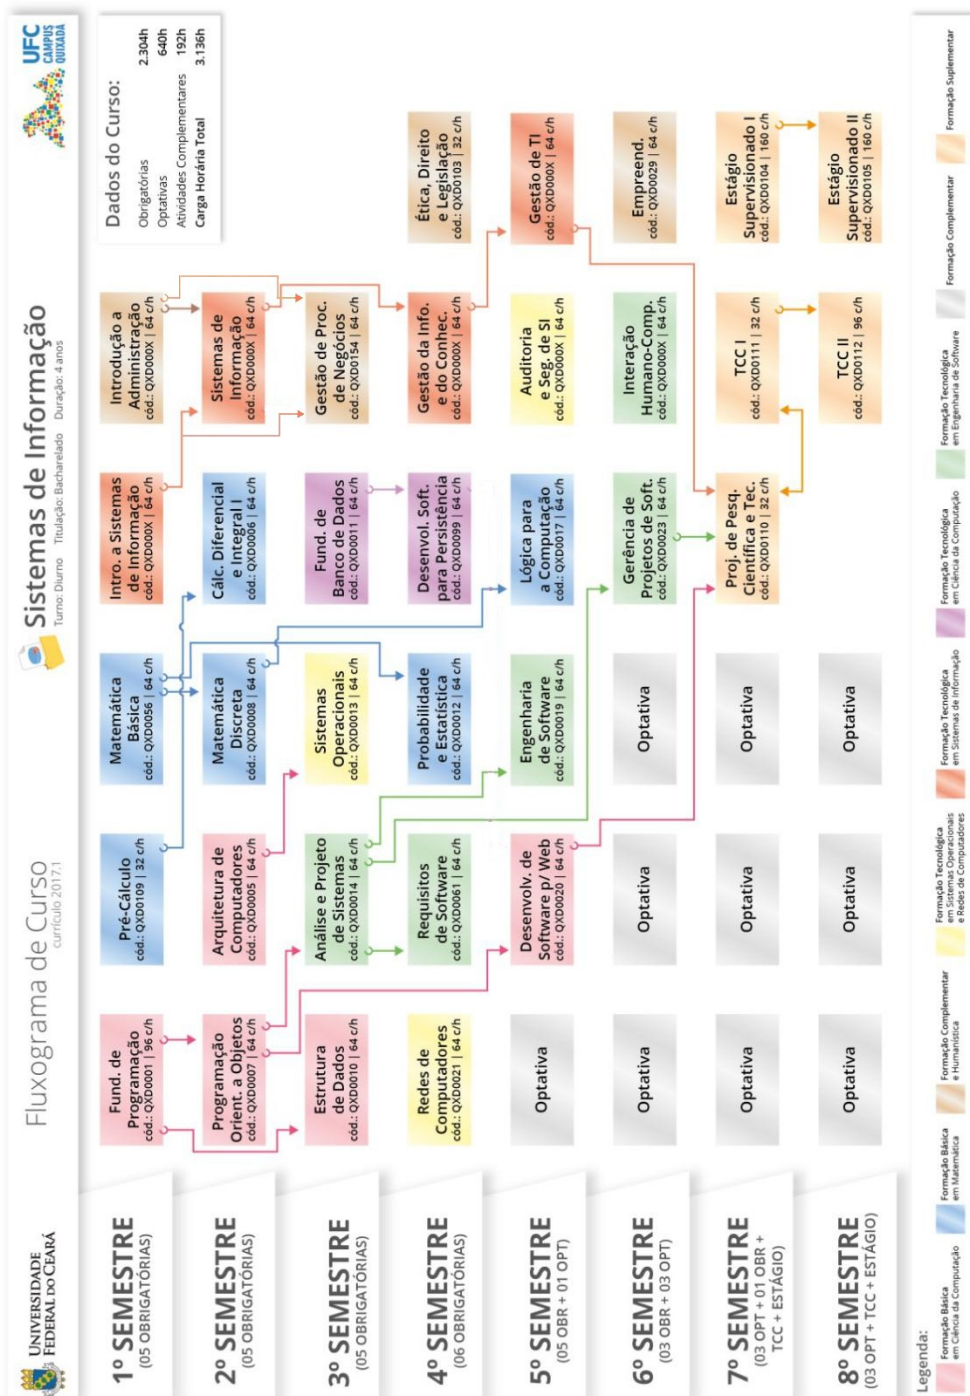 UNIVERSIDADE
FEDERAL DO CEARÁ
Fluxograma de Curso
currículo 2017.1
Sistemas de Informação
Turno: Diurno Titulação: Bacharelado Duração: 4 anos
UFC
CAMPUS
QUIXADÁ
Dados do Curso:
Obrigatórias 2.304h
Optativas 640h
Atividades Complementares 192h
Carga Horária Total 3.136h
1º SEMESTRE
(05 OBRIGATÓRIAS)
Fund. de
Programação
cód.: QXD0001 | 96 c/h
Pré-Cálculo
cód.: QXD0109 | 32 c/h
Matemática
Básica
cód.: QXD0056 | 64 c/h
Intro. a Sistemas
de Informação
cód.: QXD000X | 64 c/h
Introdução a
Administração
cód.: QXD000X | 64 c/h
2º SEMESTRE
(05 OBRIGATÓRIAS)
Programação
Orient. a Objetos
cód.: QXD0007 | 64 c/h
Arquitetura de
Computadores
cód.: QXD0005 | 64 c/h
Matemática
Discreta
cód.: QXD0008 | 64 c/h
Cálc. Diferencial
e Integral I
cód.: QXD0006 | 64 c/h
Sistemas de
Informação
cód.: QXD000X | 64 c/h
3º SEMESTRE
(05 OBRIGATÓRIAS)
Estrutura
de Dados
cód.: QXD0010 | 64 c/h
Análise e Projeto
de Sistemas
cód.: QXD0014 | 64 c/h
Sistemas
Operacionais
cód.: QXD0013 | 64 c/h
Fund. de
Banco de Dados
cód.: QXD0011 | 64 c/h
Gestão de Proc.
de Negócios
cód.: QXD0154 | 64 c/h
4º SEMESTRE
(06 OBRIGATÓRIAS)
Redes de
Computadores
cód.: QXD0021 | 64 c/h
Requisitos
de Software
cód.: QXD0061 | 64 c/h
Probabilidade
e Estatística
cód.: QXD0012 | 64 c/h
Desenvol. Soft.
para Persistência
cód.: QXD0099 | 64 c/h
Gestão da Info.
e do Conhec.
cód.: QXD000X | 64 c/h
Ética, Direito
e Legislação
cód.: QXD0103 | 32 c/h
5º SEMESTRE
(05 OBR + 01 OPT)
Optativa
Desenvolv. de
Software p/ Web
cód.: QXD0020 | 64 c/h
Engenharia
de Software
cód.: QXD0019 | 64 c/h
Lógica para
a Computação
cód.: QXD0017 | 64 c/h
Auditoria
e Seg. de SI
cód.: QXD000X | 64 c/h
Gestão de TI
cód.: QXD000X | 64 c/h
6º SEMESTRE
(03 OBR + 03 OPT)
Optativa
Optativa
Optativa
Gerência de
Projetos de Soft.
cód.: QXD0023 | 64 c/h
Interação
Humano-Comp.
cód.: QXD000X | 64 c/h
Empreend.
cód.: QXD0029 | 64 c/h
7º SEMESTRE
(03 OPT + 01 OBR +
TCC + ESTÁGIO)
Optativa
Optativa
Optativa
Proj. de Pesq.
Científica e Tec.
cód.: QXD0110 | 32 c/h
TCC I
cód.: QXD0111 | 32 c/h
Estágio
Supervisionado I
cód.: QXD0104 | 160 c/h
8º SEMESTRE
(03 OPT + TCC + ESTÁGIO)
Optativa
Optativa
Optativa
TCC II
cód.: QXD0112 | 96 c/h
Estágio
Supervisionado II
cód.: QXD0105 | 160 c/h
Legenda:
Formação Básica
em Ciência da Computação
Formação Básica
em Matemática
Formação Complementar
e Humanística
Formação Tecnológica
em Sistemas Operacionais
e Redes de Computadores
Formação Tecnológica
em Sistemas de Informação
Formação Tecnológica
em Ciência da Computação
Formação Tecnológica
em Engenharia de Software
Formação Complementar
Formação Suplementar